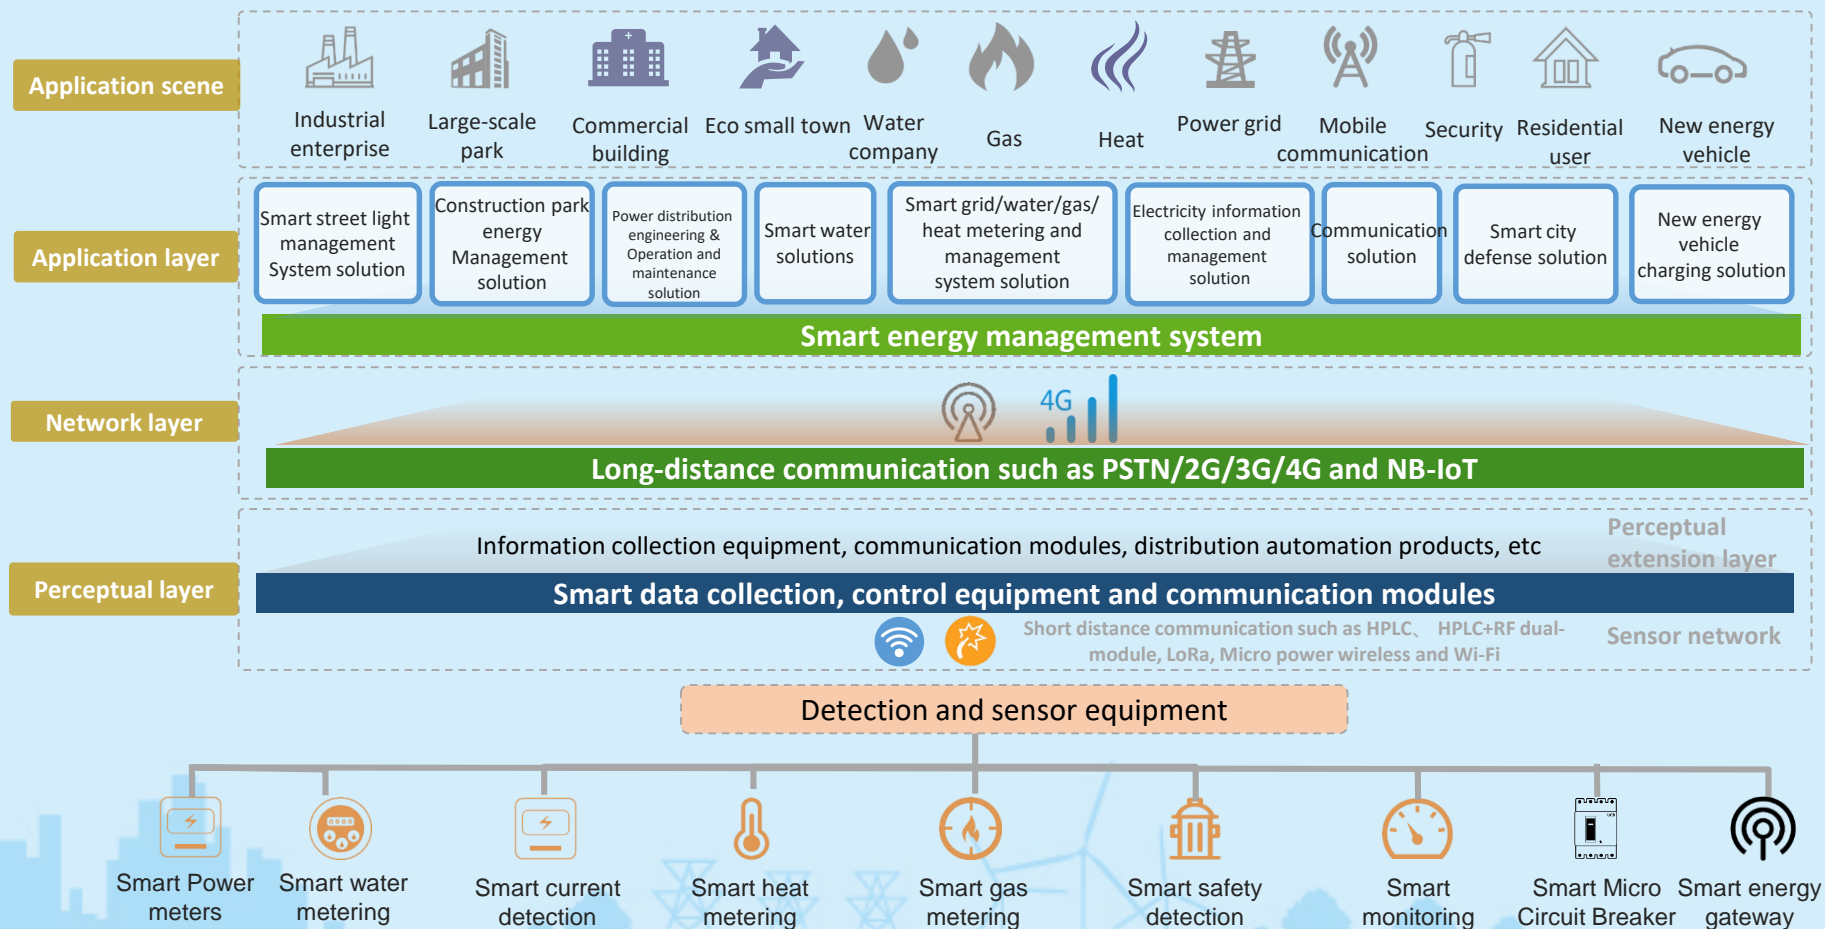 Application scene
Industrial
enterprise
Large-scale
park
Commercial
building
Eco small town
Water
company
Gas
Heat
Power grid
Mobile
communication
Security
Residential
user
New energy
vehicle
Application layer
Smart street light
management
System solution
Construction park
energy
Management
solution
Power distribution
engineering &
Operation and
maintenance
solution
Smart water
solutions
Smart grid/water/gas/
heat metering and
management
system solution
Electricity information
collection and
management
solution
Communication
solution
Smart city
defense solution
New energy
vehicle
charging solution
Smart energy management system
Network layer
4G
Long-distance communication such as PSTN/2G/3G/4G and NB-IoT
Perceptual layer
Information collection equipment, communication modules, distribution automation products, etc
Perceptual
extension layer
Smart data collection, control equipment and communication modules
Short distance communication such as HPLC、 HPLC+RF dual-
module, LoRa, Micro power wireless and Wi-Fi
Sensor network
Detection and sensor equipment
Smart Power
meters
Smart water
metering
Smart current
detection
Smart heat
metering
Smart gas
metering
Smart safety
detection
Smart
monitoring
Smart Micro
Circuit Breaker
Smart energy
gateway